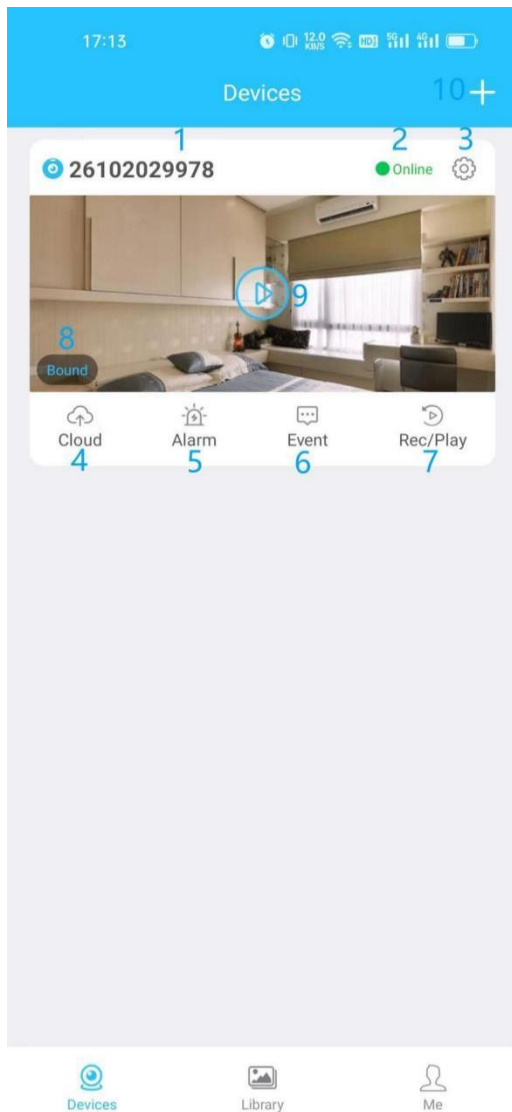 17:13 12.0 KB/S HD 5G 4G
Devices 10+
1 2 3
26102029978 Online
9
8
Bound
Cloud Alarm Event Rec/Play
4 5 6 7
Devices Library Me